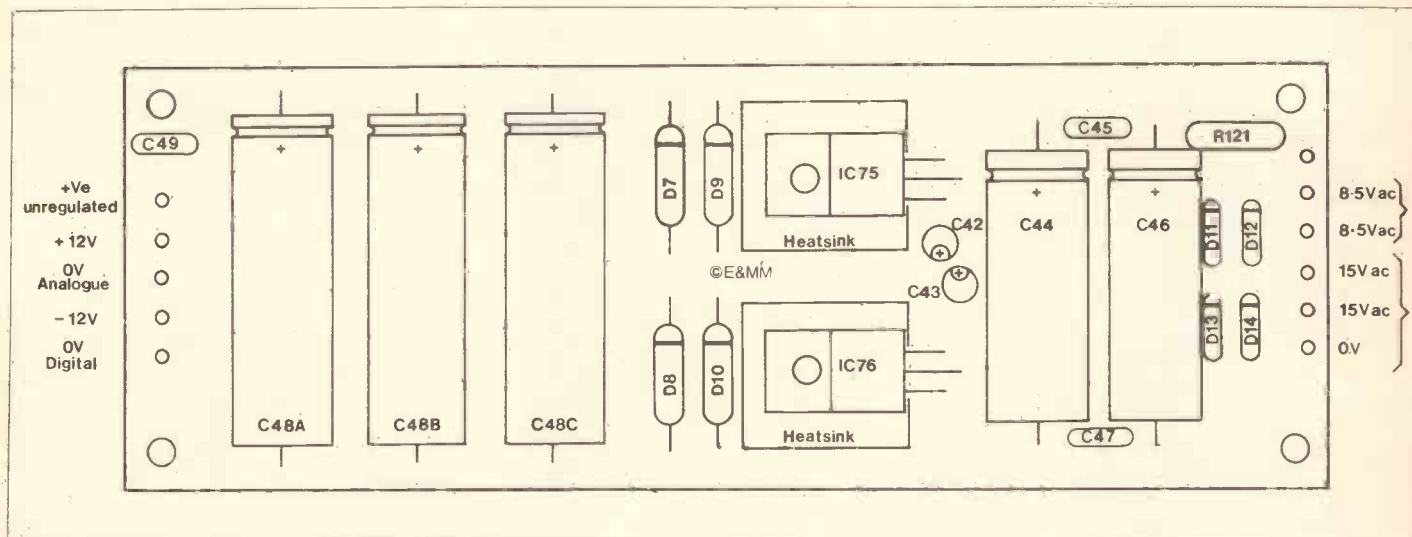 C49
+Ve
unregulated
+ 12V
0V
Analogue
- 12V
0V
Digital
+
C48A
+
C48B
+
C48C
D7
D9
D8
D10
IC75
Heatsink
©E&MM
IC76
Heatsink
C42
+
C43
+
+
C44
C45
+
C46
C47
R121
D11
D12
D13
D14
8·5Vac
8·5Vac
15Vac
15Vac
0V